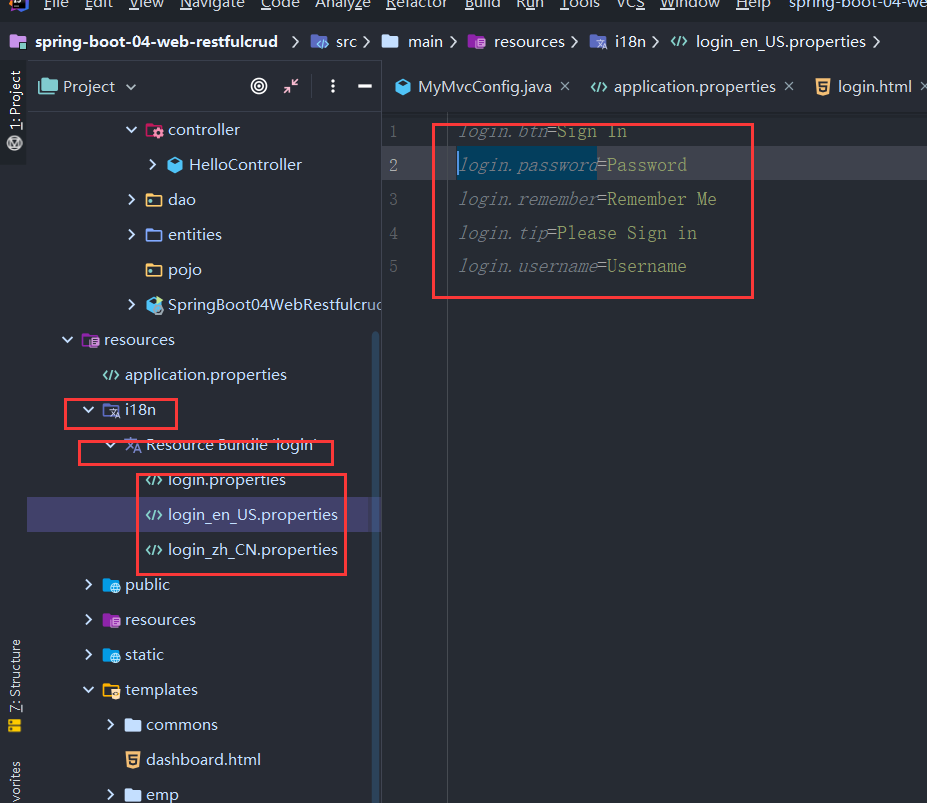 File Edit View Navigate Code Analyze Refactor Build Run Tools VCS Window Help spring-boot-04-we
spring-boot-04-web-restfulcrud src main resources i18n login_en_US.properties
1: Project
Project
MyMvcConfig.java application.properties login.html
controller
HelloController
dao
entities
pojo
SpringBoot04WebRestfulcru
resources
application.properties
i18n
Resource Bundle 'login'
login.properties
login_en_US.properties
login_zh_CN.properties
public
resources
static
templates
commons
dashboard.html
emp
1 login.btn=Sign In
2 login.password=Password
3 login.remember=Remember Me
4 login.tip=Please Sign in
5 login.username=Username
7: Structure
vorites